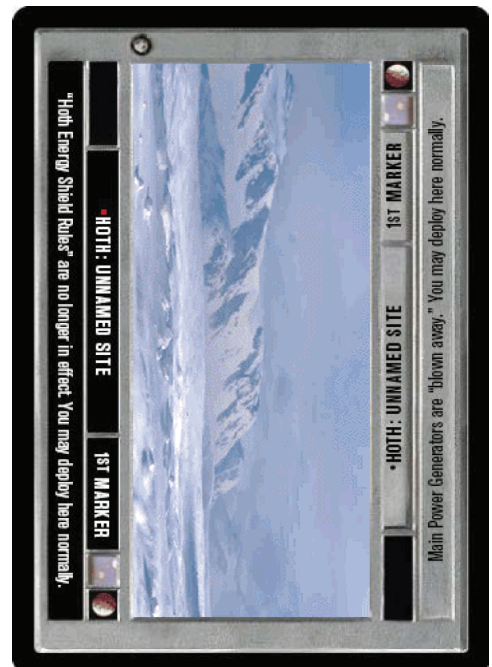 Main Power Generators are "blown away." You may deploy here normally.
•HOTH: UNNAMED SITE
1ST MARKER
•HOTH: UNNAMED SITE
1ST MARKER
"Hoth Energy Shield Rules" are no longer in effect. You may deploy here normally.